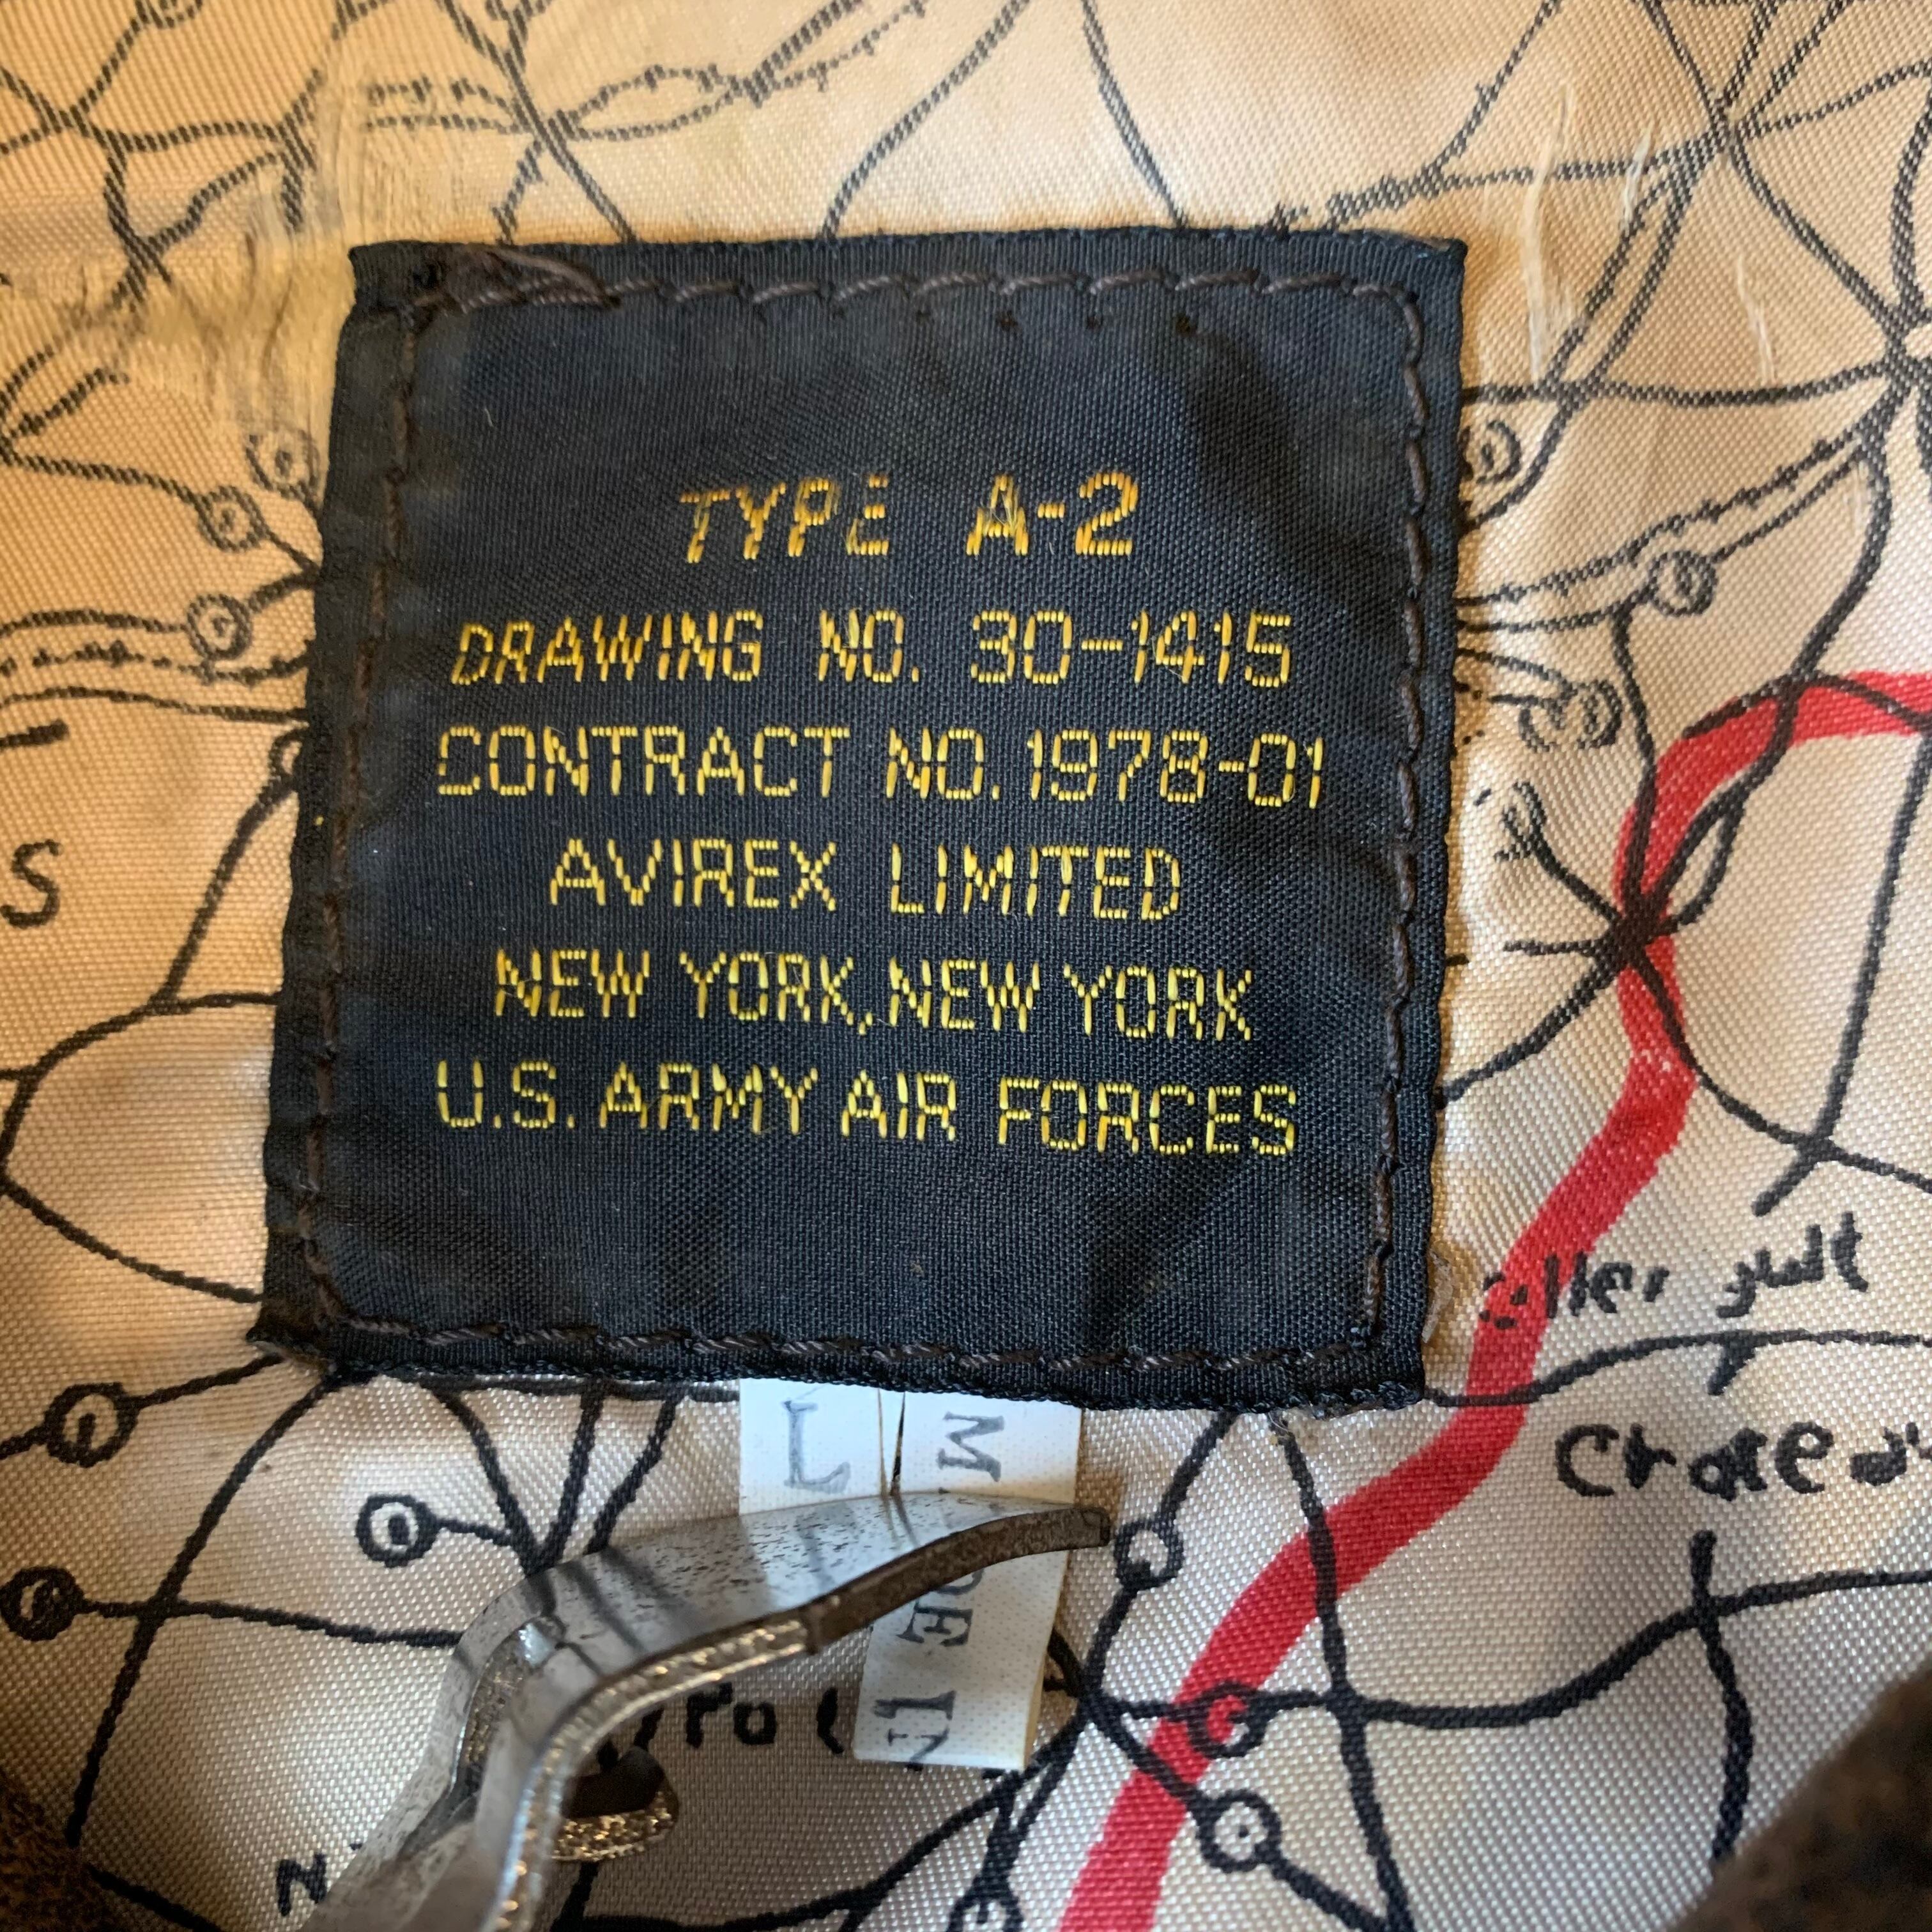 TYPE A-2
DRAWING NO. 30-1415
CONTRACT NO. 1978-01
AVIREX LIMITED
NEW YORK, NEW YORK
U.S. ARMY AIR FORCES
S
L
M